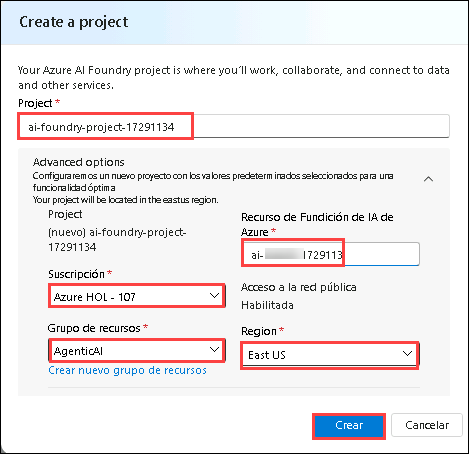 Create a project
Your Azure AI Foundry project is where you'll work, collaborate, and connect to data
and other services.
Project *
ai-foundry-project-17291134
Advanced options
Configuraremos un nuevo proyecto con los valores predeterminados seleccionados para una
funcionalidad óptima
Your project will be located in the eastus region.
Project
(nuevo) ai-foundry-project-
17291134
Recurso de Fundición de IA de
Azure *
ai- 1729113
Suscripción *
Azure HOL - 107
Acceso a la red pública
Habilitada
Grupo de recursos *
AgenticAI
Crear nuevo grupo de recursos
Region *
East US
Crear
Cancelar